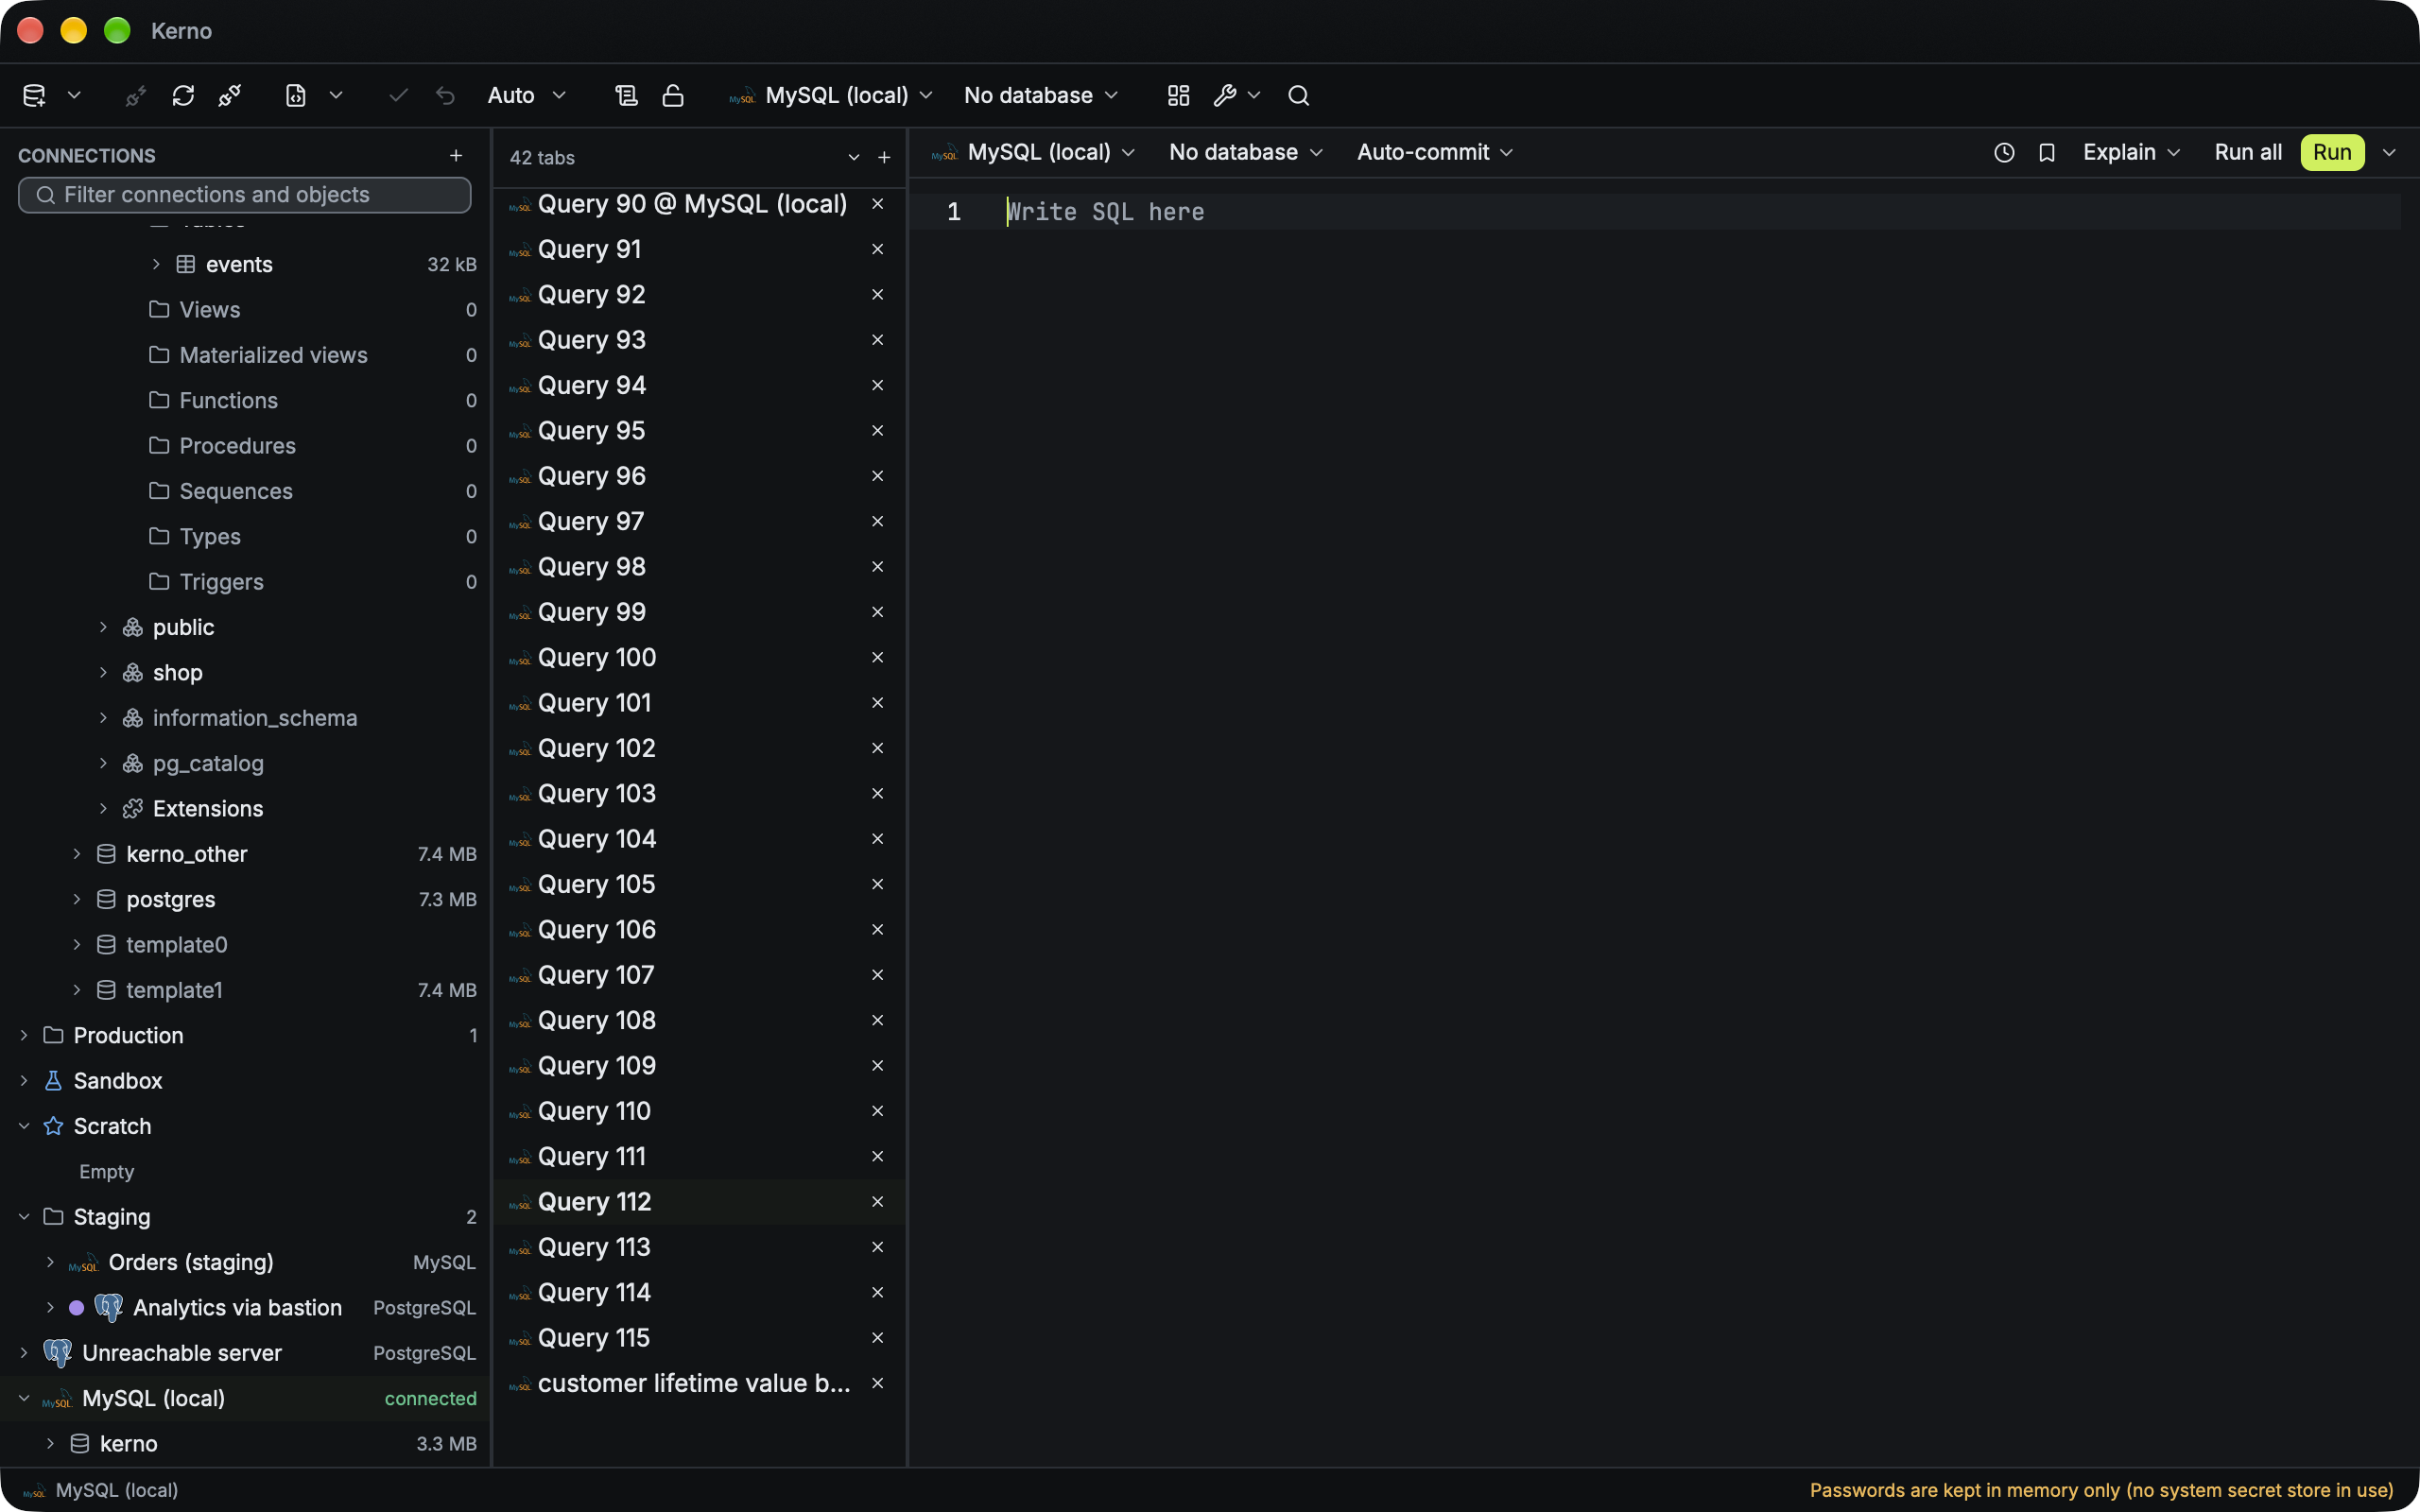 Kerno
Auto
MySQL (local)
No database
CONNECTIONS
Filter connections and objects
events 32 kB
Views 0
Materialized views 0
Functions 0
Procedures 0
Sequences 0
Types 0
Triggers 0
public
shop
information_schema
pg_catalog
Extensions
kerno_other 7.4 MB
postgres 7.3 MB
template0
template1 7.4 MB
Production 1
Sandbox
Scratch
Empty
Staging 2
MySQL Orders (staging) MySQL
Analytics via bastion PostgreSQL
Unreachable server PostgreSQL
MySQL MySQL (local) connected
kerno 3.3 MB
42 tabs
Query 90 @ MySQL (local)
Query 91
Query 92
Query 93
Query 94
Query 95
Query 96
Query 97
Query 98
Query 99
Query 100
Query 101
Query 102
Query 103
Query 104
Query 105
Query 106
Query 107
Query 108
Query 109
Query 110
Query 111
Query 112
Query 113
Query 114
Query 115
customer lifetime value b...
MySQL (local)
No database
Auto-commit
Explain
Run all
Run
1 Write SQL here
MySQL (local)
Passwords are kept in memory only (no system secret store in use)